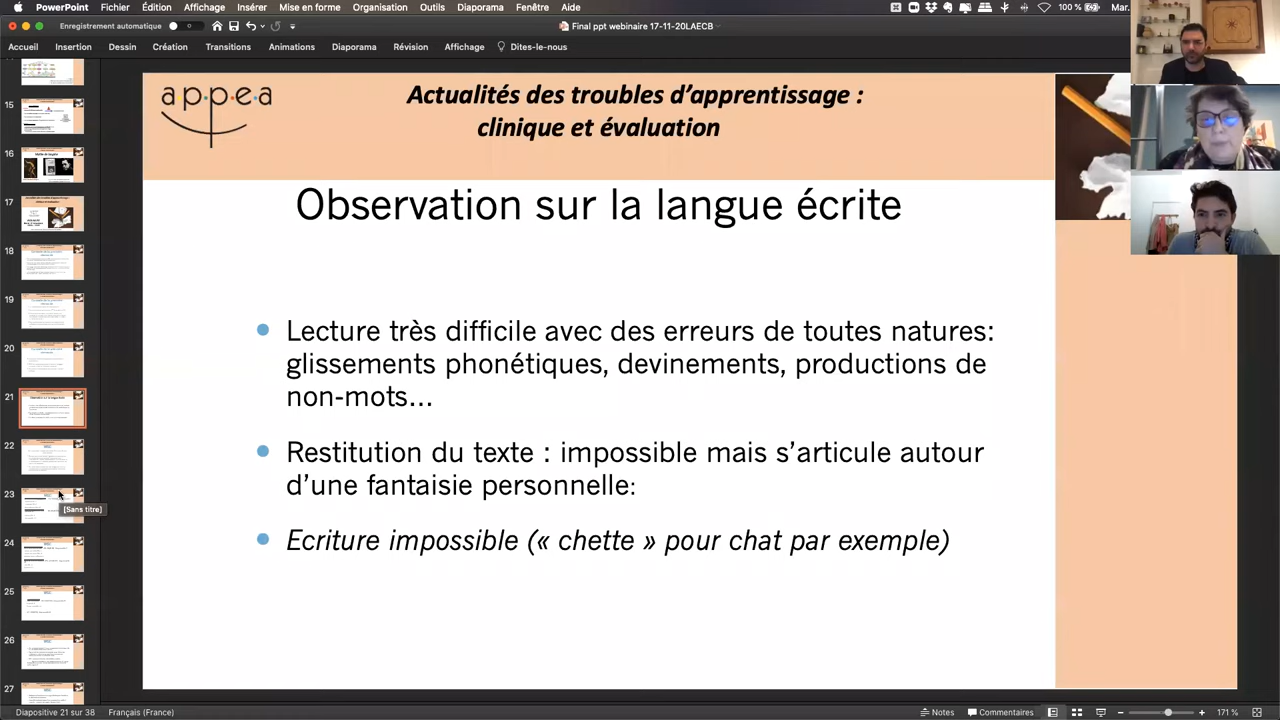 PowerPoint Fichier Édition Affichage Insertion Format Mise en forme Organisation Outils Diaporama Fenêtre Aide 100 % Mar.
Enregistrement automatique Final ppt webinaire 17-11-20LAECB
Accueil Insertion Dessin Création Transitions Animations Diaporama Révision Affichage Dites-le-nous
appea
Actualités des troubles d’apprentissage :
clinique et évaluation
Observation sur la langue écrite
Lecture très difficile avec des erreurs de toutes natures:
glissements phonétiques, devinements, productions de
non-mots...
Restitution du texte : impossible mais s’articule autour
d’une fantaisie personnelle:
Ecriture impossible (« chette » pour chat par exemple)
15
16
17
18
19
20
21
22
23
[Sans titre]
24
25
26
27
Diapositive 21 sur 38 Français (France) Notes Commentaires 171 %